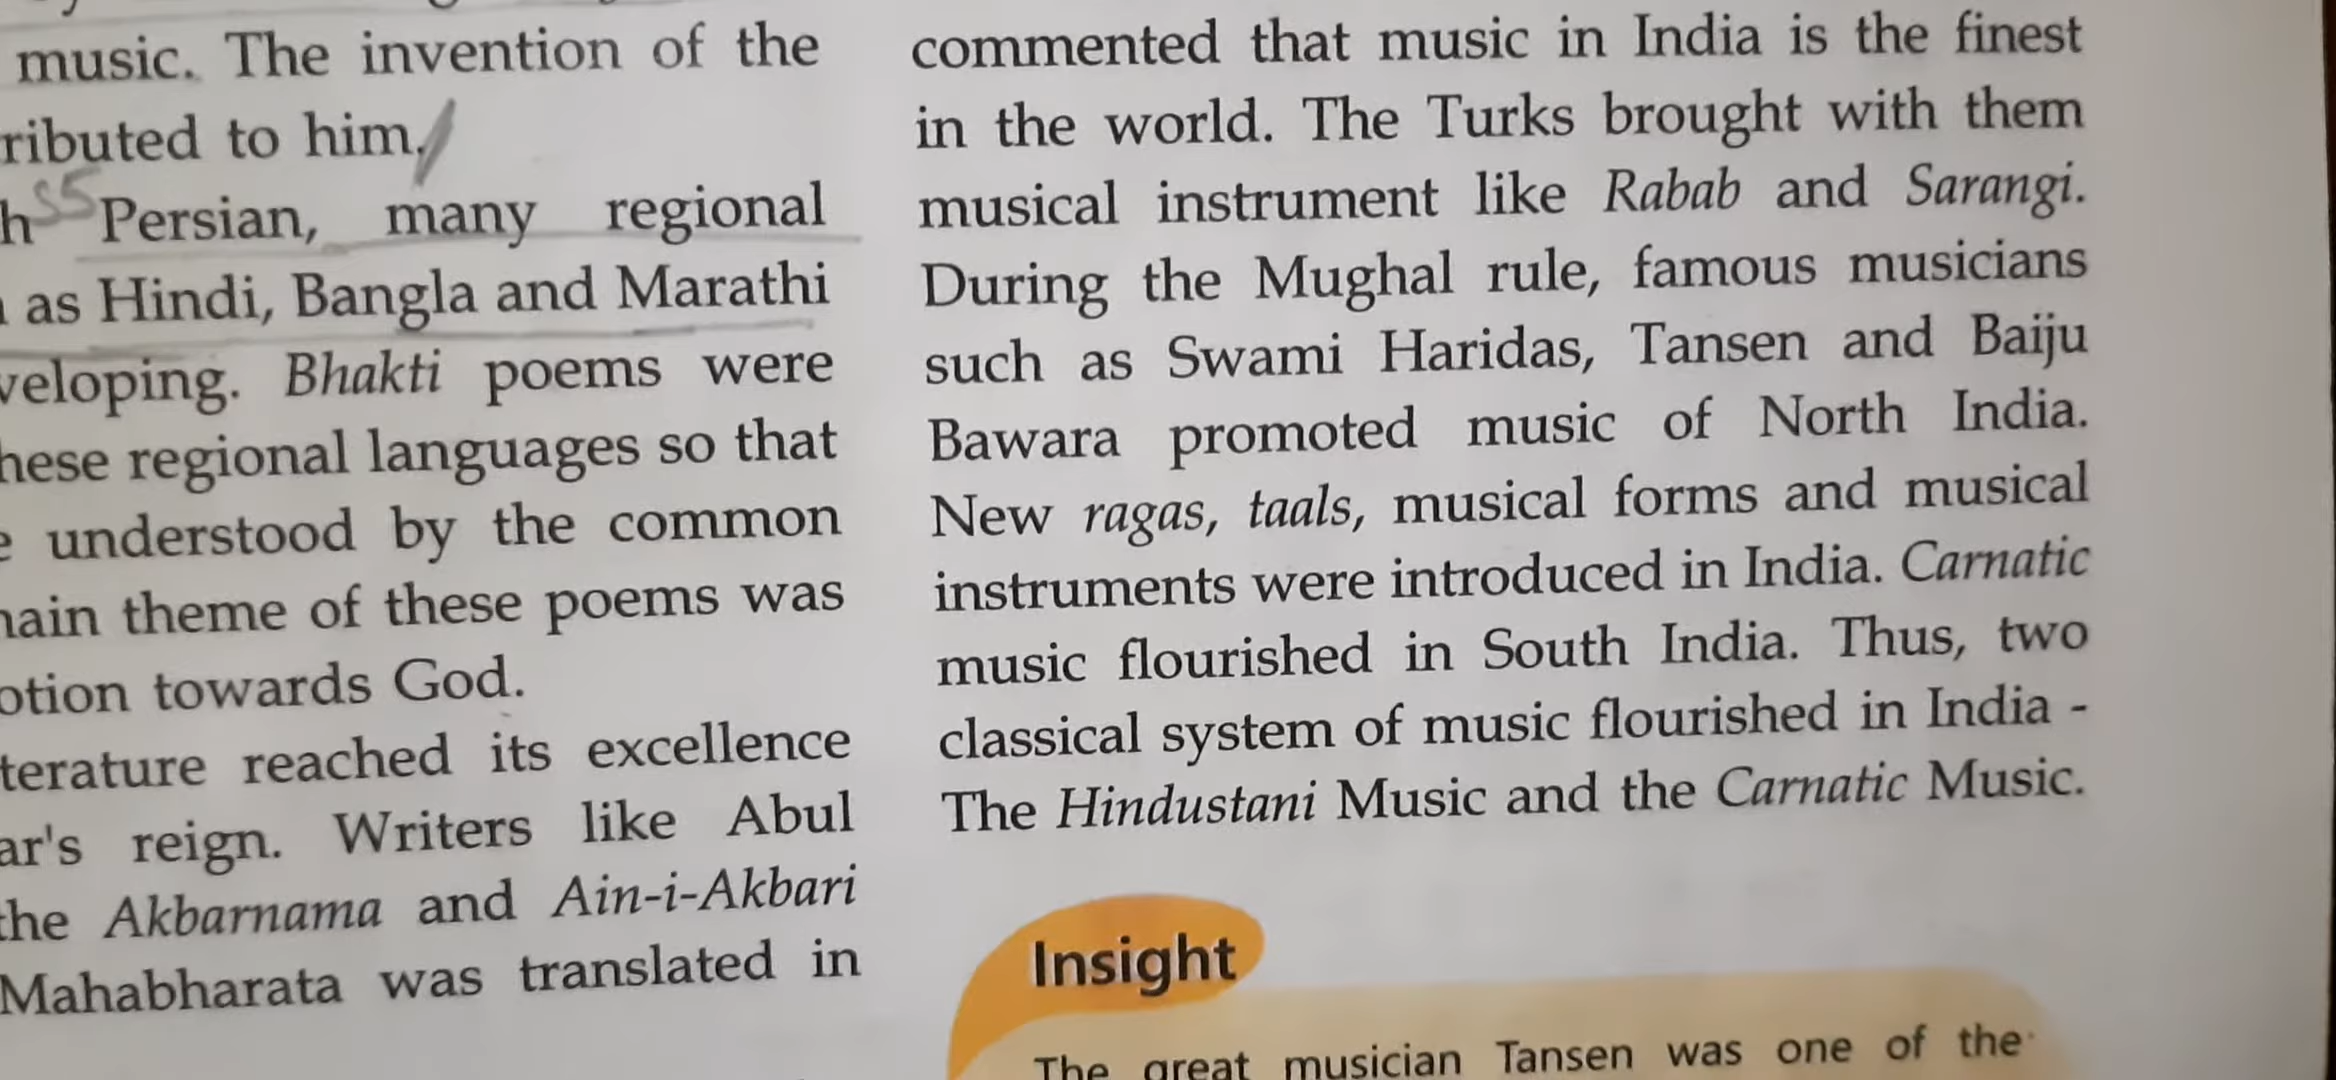 music. The invention of the
ributed to him.
h Persian, many regional
as Hindi, Bangla and Marathi
veloping. Bhakti poems were
hese regional languages so that
e understood by the common
nain theme of these poems was
otion towards God.
terature reached its excellence
ar's reign. Writers like Abul
the Akbarnama and Ain-i-Akbari
Mahabharata was translated in
commented that music in India is the finest
in the world. The Turks brought with them
musical instrument like Rabab and Sarangi.
During the Mughal rule, famous musicians
such as Swami Haridas, Tansen and Baiju
Bawara promoted music of North India.
New ragas, taals, musical forms and musical
instruments were introduced in India. Carnatic
music flourished in South India. Thus, two
classical system of music flourished in India -
The Hindustani Music and the Carnatic Music.
Insight
The great musician Tansen was one of the